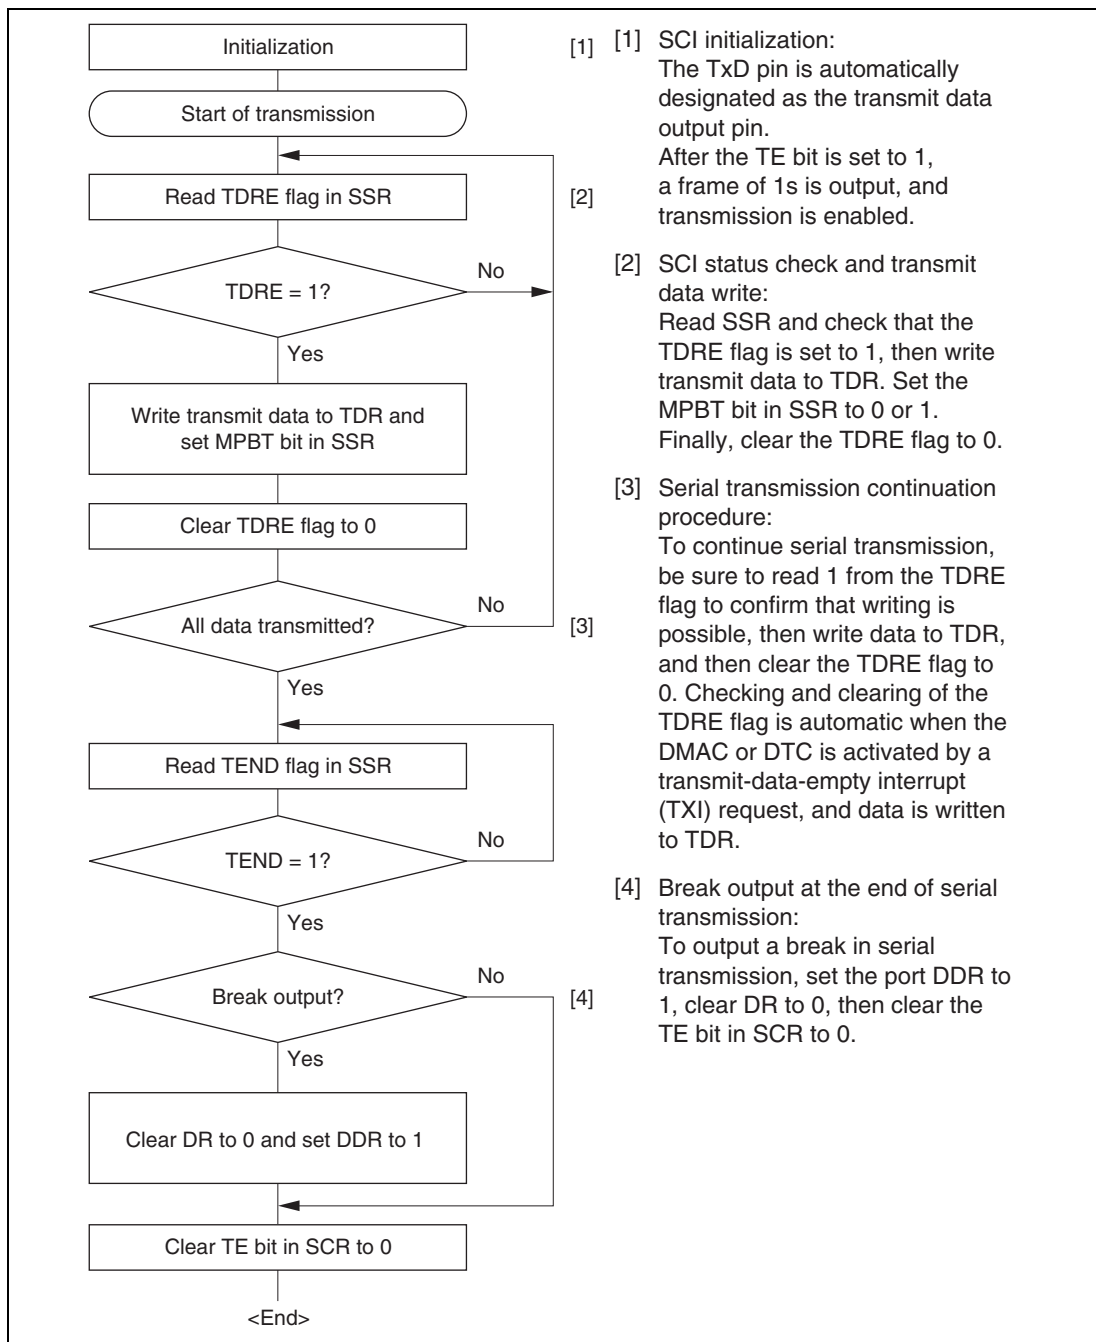 Initialization
[1]
Start of transmission
Read TDRE flag in SSR
[2]
TDRE = 1?
No
Yes
Write transmit data to TDR and
set MPBT bit in SSR
Clear TDRE flag to 0
All data transmitted?
No
[3]
Yes
Read TEND flag in SSR
TEND = 1?
No
Yes
Break output?
No
[4]
Yes
Clear DR to 0 and set DDR to 1
Clear TE bit in SCR to 0
<End>
[1] SCI initialization:
The TxD pin is automatically
designated as the transmit data
output pin.
After the TE bit is set to 1,
a frame of 1s is output, and
transmission is enabled.
[2] SCI status check and transmit
data write:
Read SSR and check that the
TDRE flag is set to 1, then write
transmit data to TDR. Set the
MPBT bit in SSR to 0 or 1.
Finally, clear the TDRE flag to 0.
[3] Serial transmission continuation
procedure:
To continue serial transmission,
be sure to read 1 from the TDRE
flag to confirm that writing is
possible, then write data to TDR,
and then clear the TDRE flag to
0. Checking and clearing of the
TDRE flag is automatic when the
DMAC or DTC is activated by a
transmit-data-empty interrupt
(TXI) request, and data is written
to TDR.
[4] Break output at the end of serial
transmission:
To output a break in serial
transmission, set the port DDR to
1, clear DR to 0, then clear the
TE bit in SCR to 0.